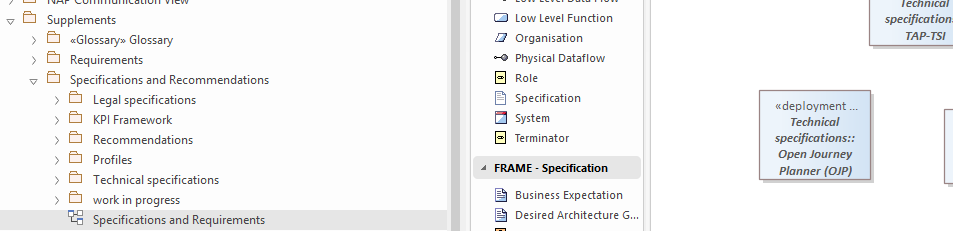 NAP Communication View
Supplements
«Glossary» Glossary
Requirements
Specifications and Recommendations
Legal specifications
KPI Framework
Recommendations
Profiles
Technical specifications
work in progress
Specifications and Requirements
Low Level Data Flow
Low Level Function
Organisation
Physical Dataflow
Role
Specification
System
Terminator
FRAME - Specification
Business Expectation
Desired Architecture G...
Technical
specifications:
TAP-TSI
«deployment ...
Technical
specifications::
Open Journey
Planner (OJP)